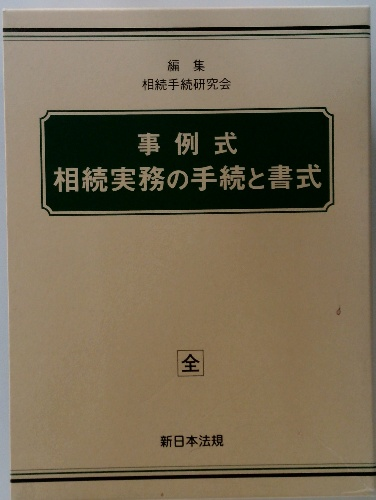 編集
相続手続研究会
事例式
相続実務の手続と書式
全
新日本法規